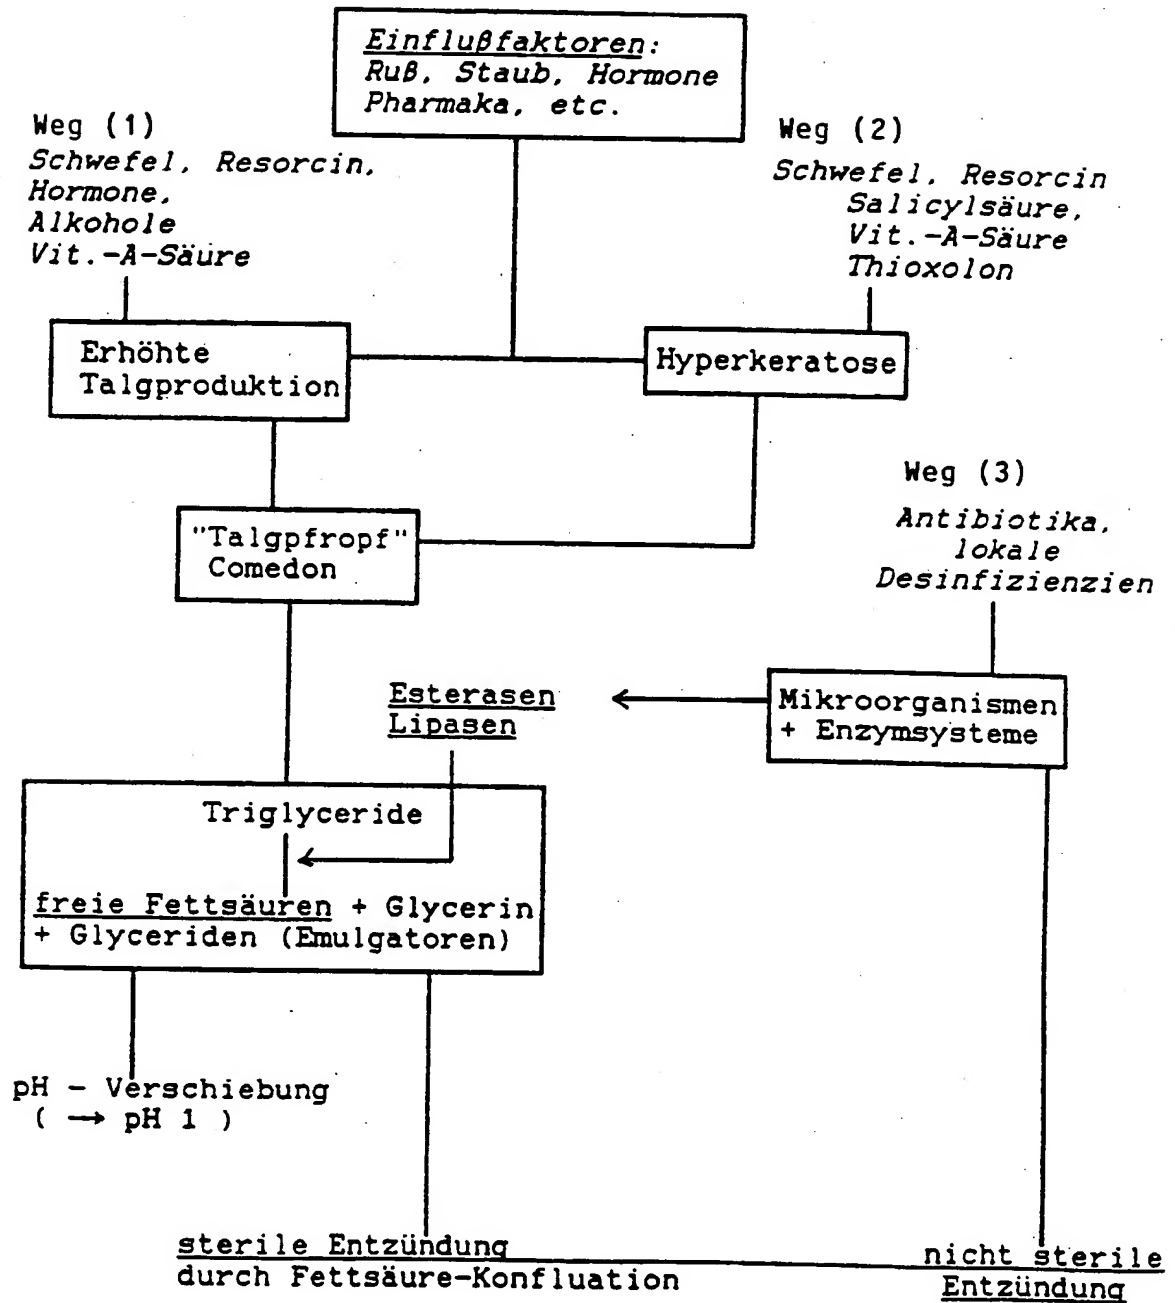 Einflußfaktoren:
Ruß, Staub, Hormone
Pharmaka, etc.
Weg (1)
Schwefel, Resorcin,
Hormone,
Alkohole
Vit.-A-Säure
Weg (2)
Schwefel, Resorcin
Salicylsäure,
Vit.-A-Säure
Thioxolon
Erhöhte
Talgproduktion
Hyperkeratose
Weg (3)
Antibiotika,
lokale
Desinfizienzien
"Talgpfropf"
Comedon
Esterasen
Lipasen
Mikroorganismen
+ Enzymsysteme
Triglyceride
freie Fettsäuren + Glycerin
+ Glyceriden (Emulgatoren)
pH - Verschiebung
( → pH 1 )
sterile Entzündung
durch Fettsäure-Konfluation
nicht sterile
Entzündung